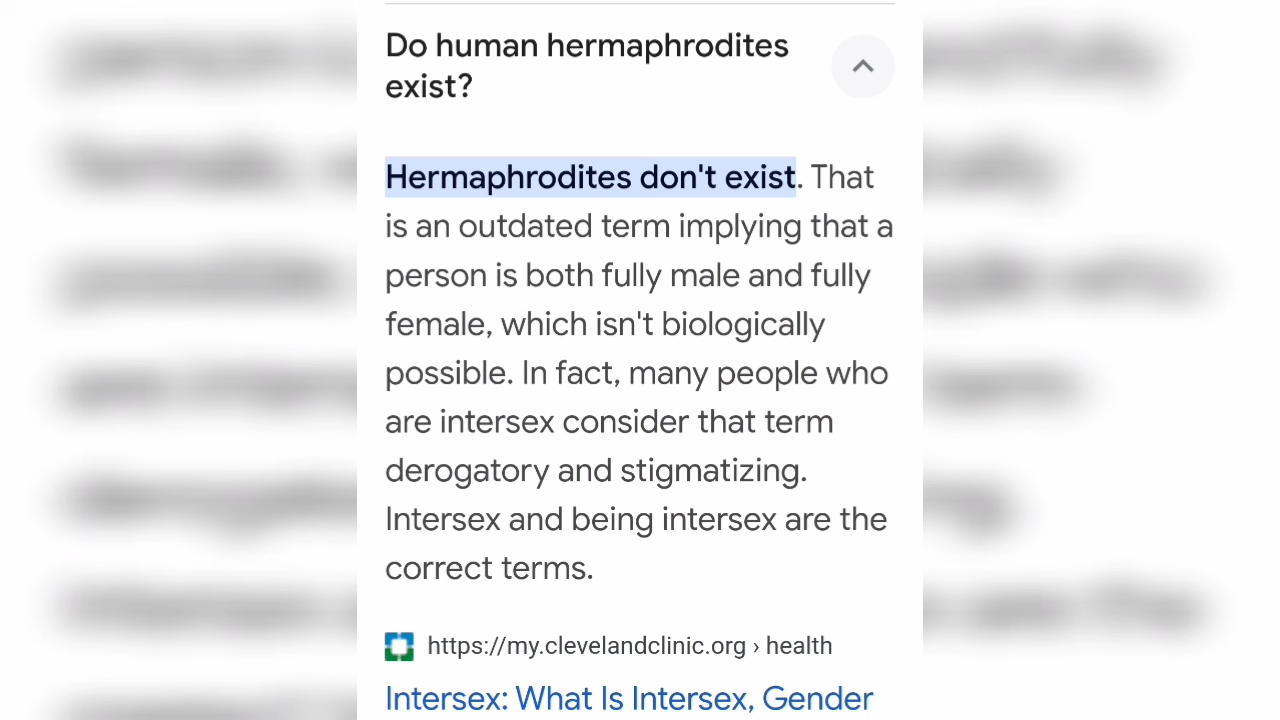 Do human hermaphrodites
exist?
Hermaphrodites don't exist. That
is an outdated term implying that a
person is both fully male and fully
female, which isn't biologically
possible. In fact, many people who
are intersex consider that term
derogatory and stigmatizing.
Intersex and being intersex are the
correct terms.
https://my.clevelandclinic.org › health
Intersex: What Is Intersex, Gender